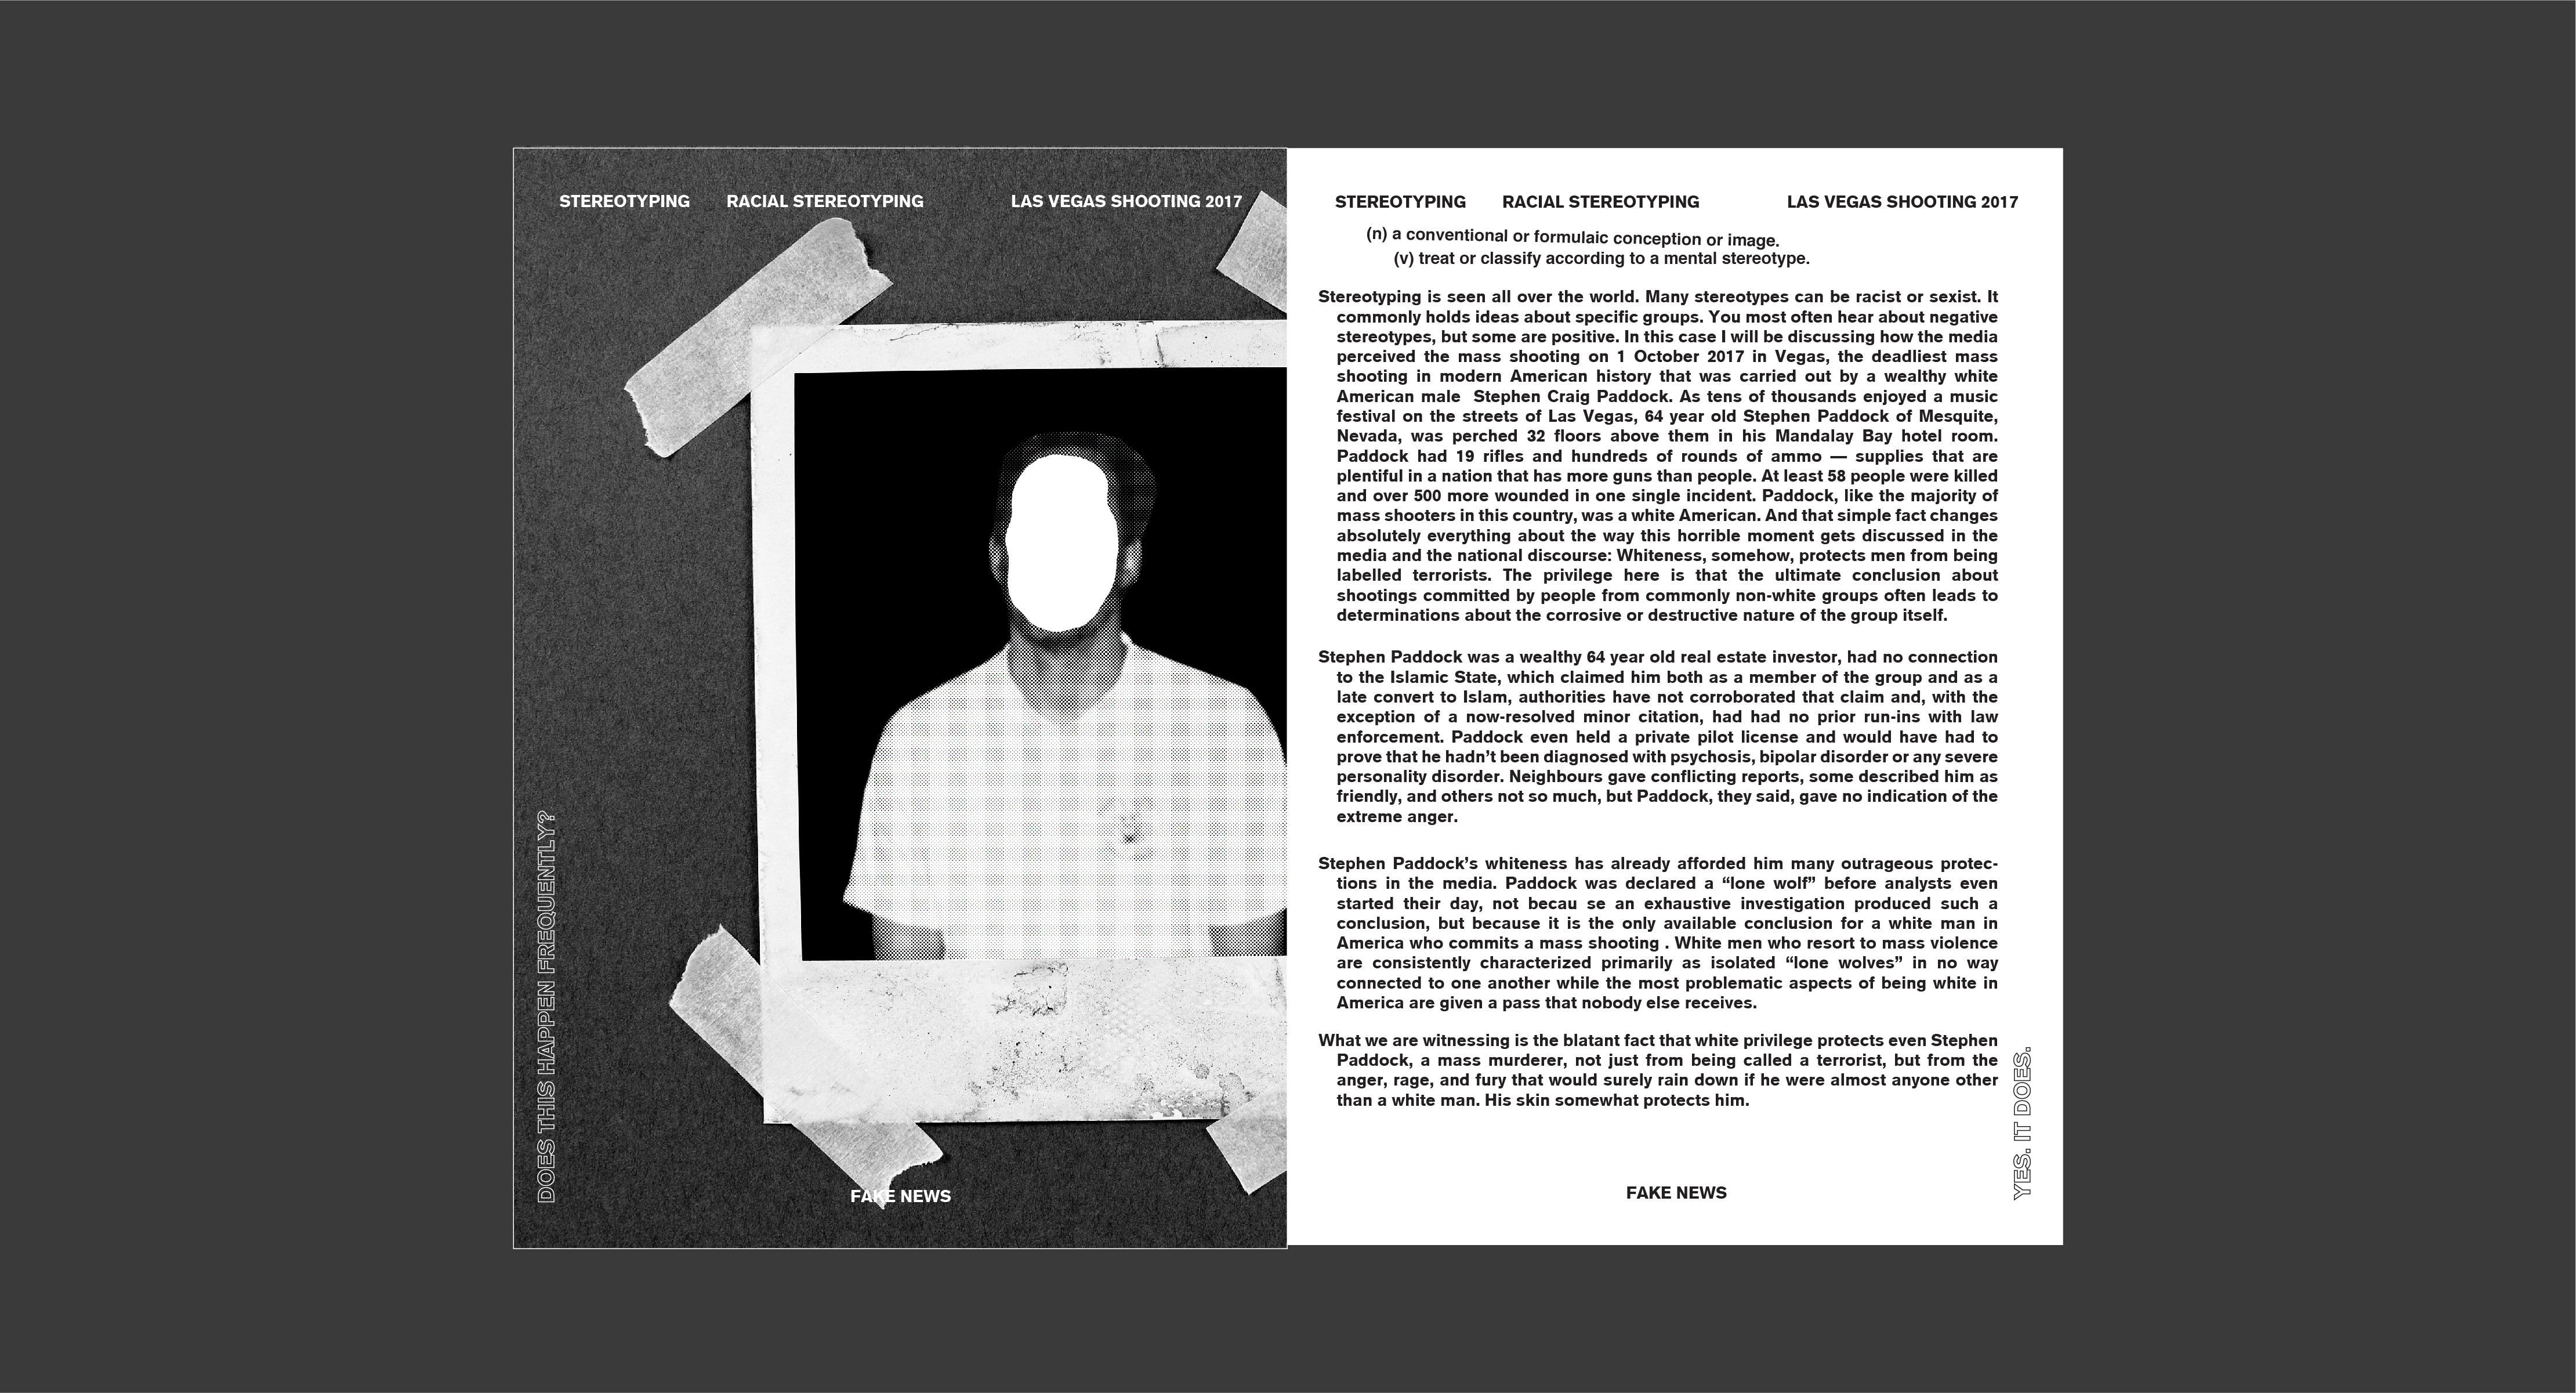 STEREOTYPING RACIAL STEREOTYPING LAS VEGAS SHOOTING 2017
DOES THIS HAPPEN FREQUENTLY?
FAKE NEWS
STEREOTYPING RACIAL STEREOTYPING LAS VEGAS SHOOTING 2017
(n) a conventional or formulaic conception or image.
(v) treat or classify according to a mental stereotype.
Stereotyping is seen all over the world. Many stereotypes can be racist or sexist. It
commonly holds ideas about specific groups. You most often hear about negative
stereotypes, but some are positive. In this case I will be discussing how the media
perceived the mass shooting on 1 October 2017 in Vegas, the deadliest mass
shooting in modern American history that was carried out by a wealthy white
American male  Stephen Craig Paddock. As tens of thousands enjoyed a music
festival on the streets of Las Vegas, 64 year old Stephen Paddock of Mesquite,
Nevada, was perched 32 floors above them in his Mandalay Bay hotel room.
Paddock had 19 rifles and hundreds of rounds of ammo — supplies that are
plentiful in a nation that has more guns than people. At least 58 people were killed
and over 500 more wounded in one single incident. Paddock, like the majority of
mass shooters in this country, was a white American. And that simple fact changes
absolutely everything about the way this horrible moment gets discussed in the
media and the national discourse: Whiteness, somehow, protects men from being
labelled terrorists. The privilege here is that the ultimate conclusion about
shootings committed by people from commonly non-white groups often leads to
determinations about the corrosive or destructive nature of the group itself.
Stephen Paddock was a wealthy 64 year old real estate investor, had no connection
to the Islamic State, which claimed him both as a member of the group and as a
late convert to Islam, authorities have not corroborated that claim and, with the
exception of a now-resolved minor citation, had had no prior run-ins with law
enforcement. Paddock even held a private pilot license and would have had to
prove that he hadn’t been diagnosed with psychosis, bipolar disorder or any severe
personality disorder. Neighbours gave conflicting reports, some described him as
friendly, and others not so much, but Paddock, they said, gave no indication of the
extreme anger.
Stephen Paddock’s whiteness has already afforded him many outrageous protec-
tions in the media. Paddock was declared a “lone wolf” before analysts even
started their day, not becau se an exhaustive investigation produced such a
conclusion, but because it is the only available conclusion for a white man in
America who commits a mass shooting . White men who resort to mass violence
are consistently characterized primarily as isolated “lone wolves” in no way
connected to one another while the most problematic aspects of being white in
America are given a pass that nobody else receives.
What we are witnessing is the blatant fact that white privilege protects even Stephen
Paddock, a mass murderer, not just from being called a terrorist, but from the
anger, rage, and fury that would surely rain down if he were almost anyone other
than a white man. His skin somewhat protects him.
YES. IT DOES.
FAKE NEWS